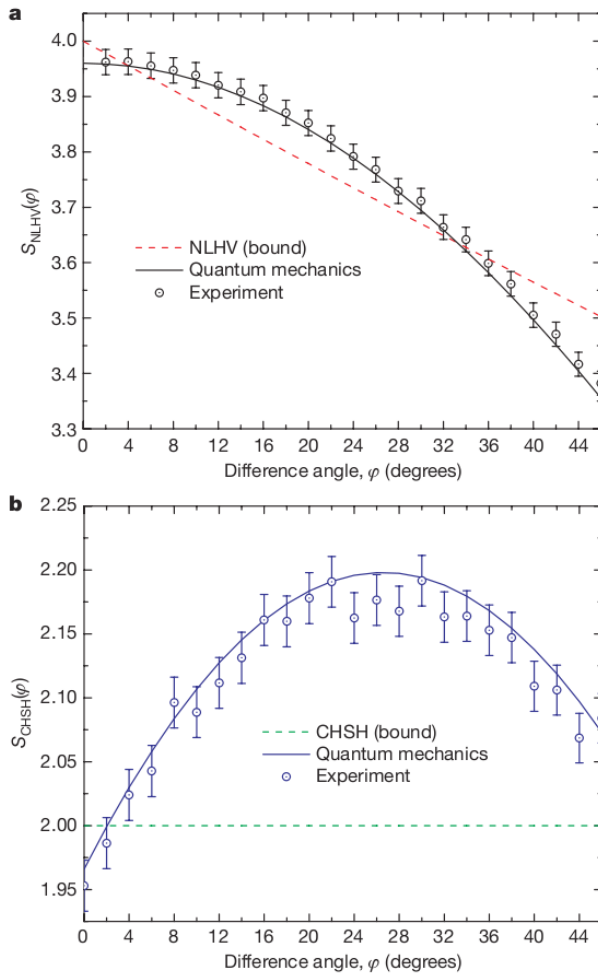 a
4.0
3.9
3.8
3.7
3.6
3.5
3.4
3.3
S_NLHV(φ)
NLHV (bound)
Quantum mechanics
Experiment
0 4 8 12 16 20 24 28 32 36 40 44
Difference angle, φ (degrees)
b
2.25
2.20
2.15
2.10
2.05
2.00
1.95
S_CHSH(φ)
CHSH (bound)
Quantum mechanics
Experiment
0 4 8 12 16 20 24 28 32 36 40 44
Difference angle, φ (degrees)